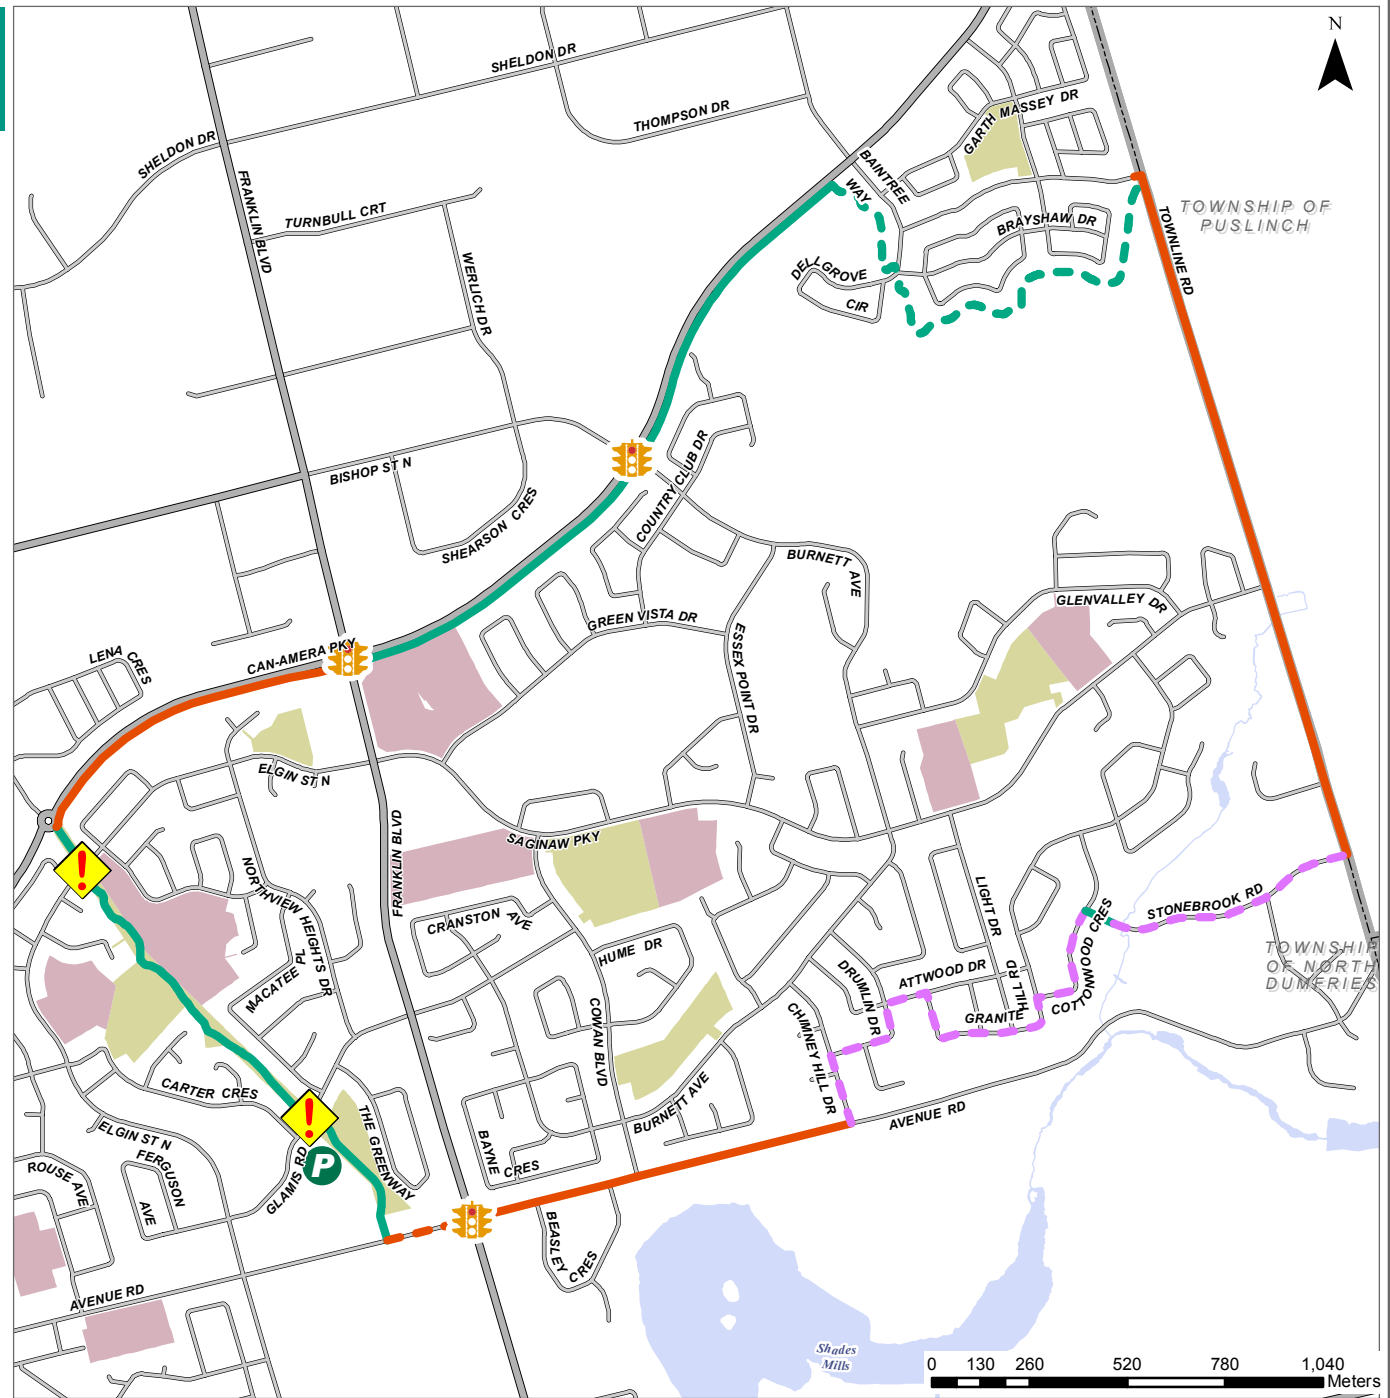 N
SHELDON DR
THOMPSON DR
GARTH MASSEY DR
SHELDON DR
BAINTREE
WAY
FRANKLIN BLVD
TURNBULL CRT
BRAYSHAW DR
TOWNSHIP OF
PUSLINCH
TOWNLINE RD
WERLICH DR
DELLGROVE
CIR
BISHOP ST N
COUNTRY CLUB DR
SHEARSON CRES
BURNETT
AVE
GLENVALLEY DR
GREEN VISTA DR
ESSEX POINT DR
LENA CRES
CAN-AMERA PKY
ELGIN ST N
FRANKLIN BLVD
SAGINAW PKY
NORTHVIEW HEIGHTS DR
CRANSTON AVE
LIGHT DR
STONEBROOK RD
HUME DR
MACATEE PL
DRUMLIN DR
ATTWOOD DR
HILL RD
GRANITE
COTTONWOOD CRES
TOWNSHIP
OF NORTH
DUMFRIES
COWAN BLVD
CHIMNEY HILL DR
CARTER CRES
BURNETT AVE
AVENUE RD
THE GREENWAY
ELGIN ST N
FERGUSON
AVE
ROUSE AVE
GLAMIS RD
P
BAYNE
CRES
BEASLEY
CRES
AVENUE RD
Shades
Mills
0 130 260 520 780 1,040
Meters